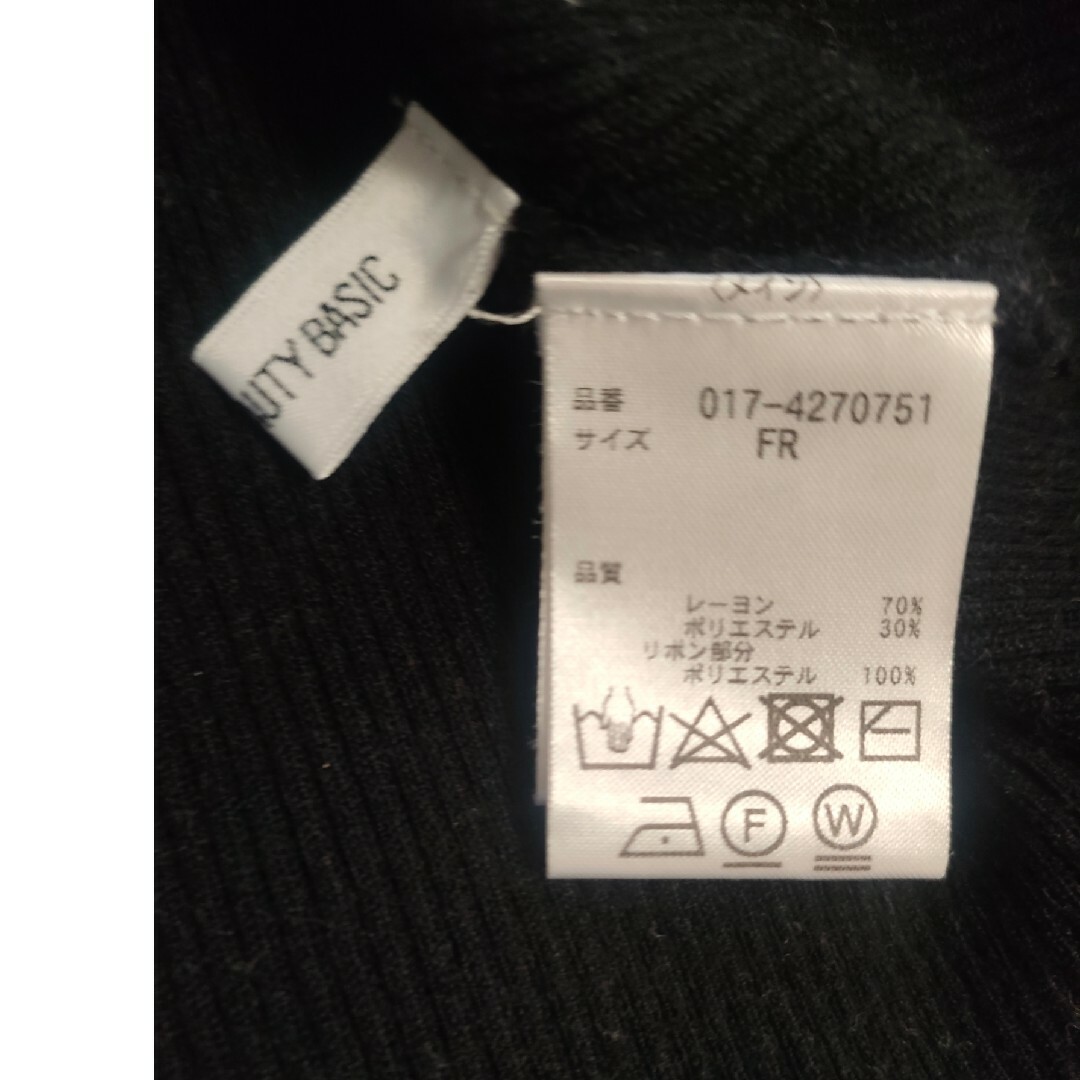 UTY BASIC
〈メイン〉
品番 017-4270751
サイズ FR
品質
レーヨン 70%
ポリエステル 30%
リボン部分
ポリエステル 100%
F W